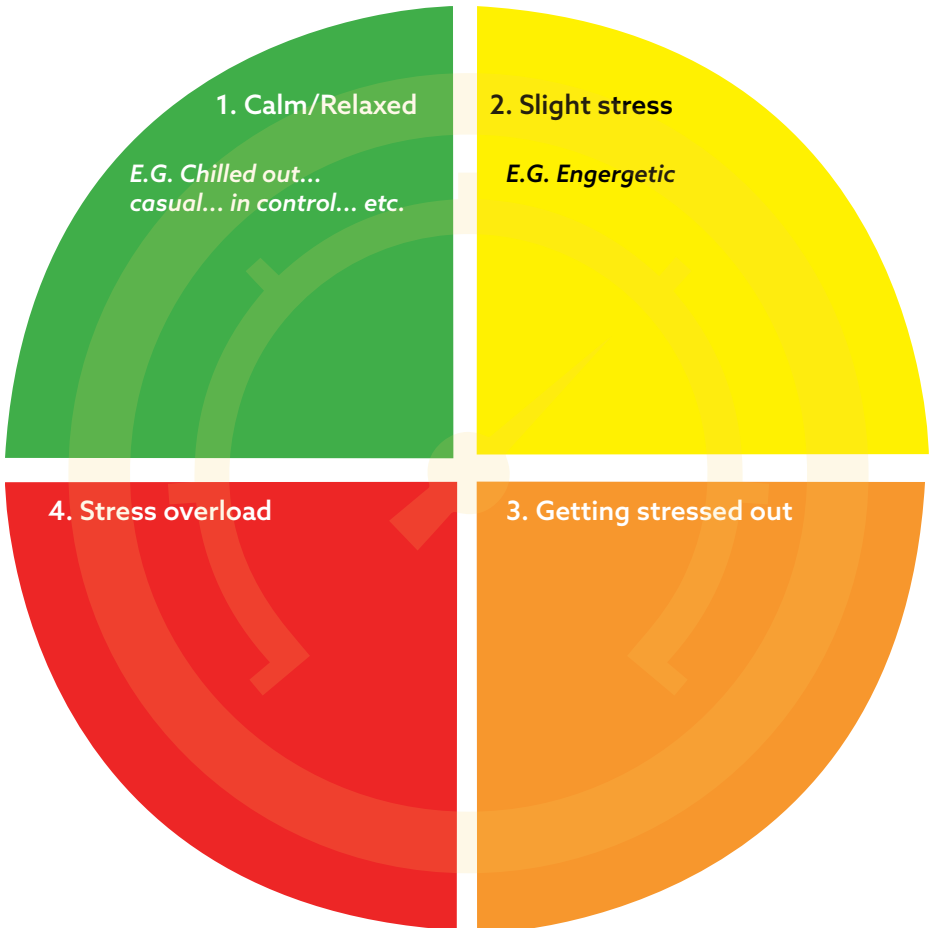 1. Calm/Relaxed
E.G. Chilled out...
casual... in control... etc.
2. Slight stress
E.G. Engergetic
4. Stress overload
3. Getting stressed out